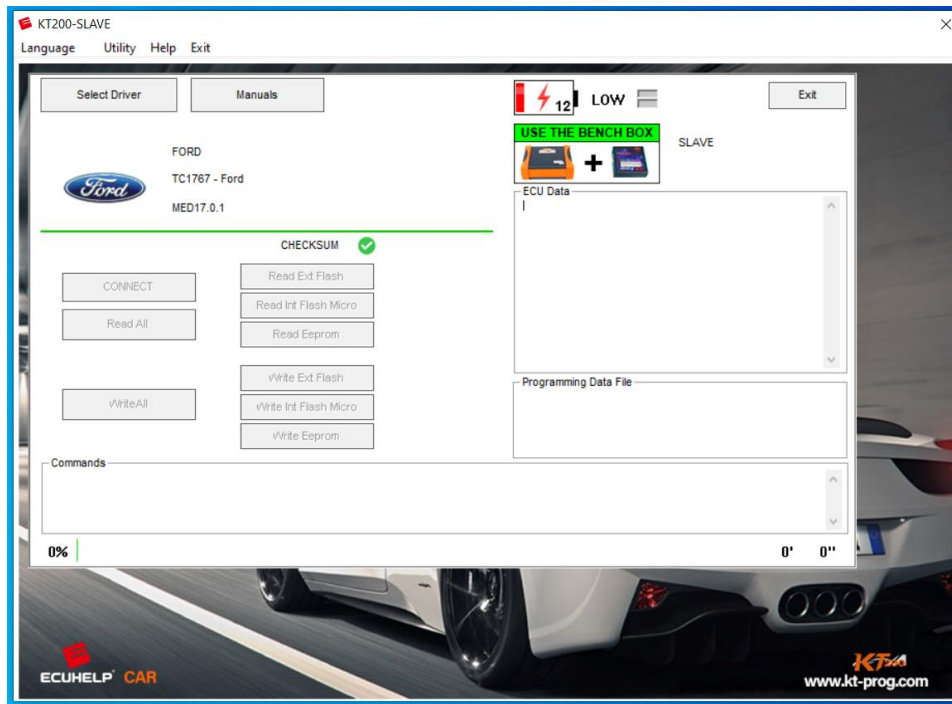 KT200-SLAVE
Language Utility Help Exit
Select Driver Manuals
12 LOW
Exit
USE THE BENCH BOX
SLAVE
FORD
TC1767 - Ford
MED17.0.1
Ford
ECU Data
CHECKSUM
CONNECT
Read All
Read Ext Flash
Read Int Flash Micro
Read Eeprom
WriteAll
Write Ext Flash
Write Int Flash Micro
Write Eeprom
Programming Data File
Commands
0% 0' 0''
ECUHELP CAR
www.kt-prog.com